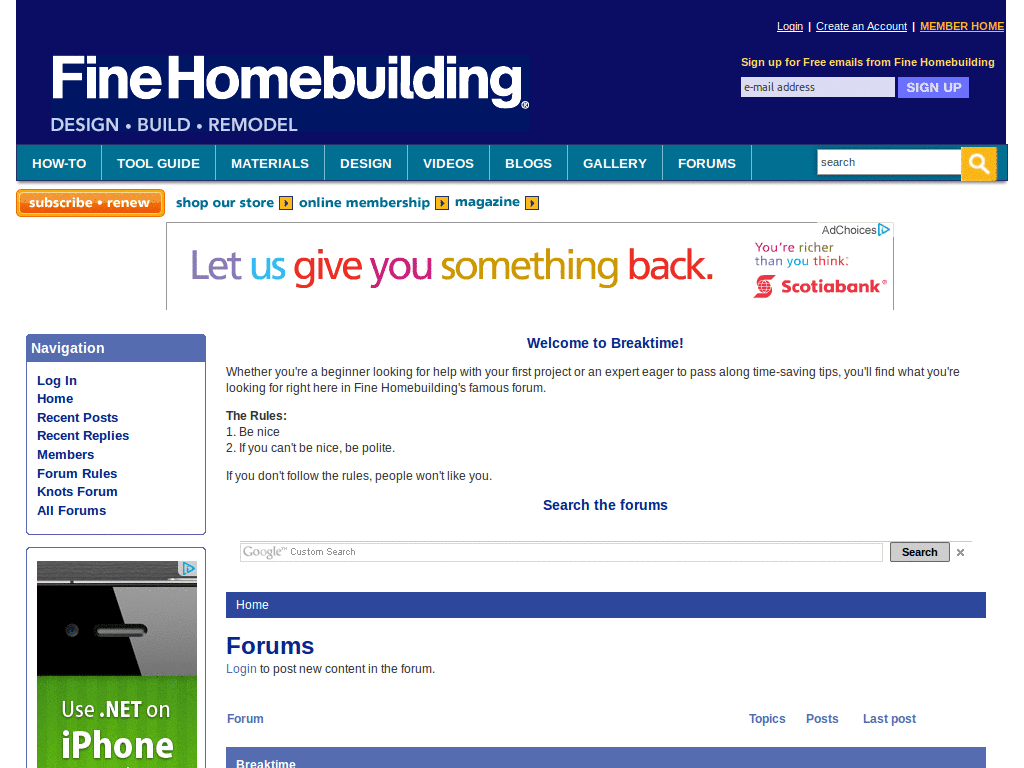 Login | Create an Account | MEMBER HOME
Sign up for Free emails from Fine Homebuilding
e-mail address SIGN UP
Fine Homebuilding®
DESIGN • BUILD • REMODEL
HOW-TO TOOL GUIDE MATERIALS DESIGN VIDEOS BLOGS GALLERY FORUMS search
subscribe • renew shop our store online membership magazine
AdChoices
Let us give you something back.
You're richer
than you think.
Scotiabank®
Navigation
Log In
Home
Recent Posts
Recent Replies
Members
Forum Rules
Knots Forum
All Forums
Use .NET on
iPhone
Welcome to Breaktime!
Whether you're a beginner looking for help with your first project or an expert eager to pass along time-saving tips, you'll find what you're
looking for right here in Fine Homebuilding's famous forum.
The Rules:
1. Be nice
2. If you can't be nice, be polite.
If you don't follow the rules, people won't like you.
Search the forums
Google™ Custom Search Search ×
Home
Forums
Login to post new content in the forum.
Forum Topics Posts Last post
Breaktime